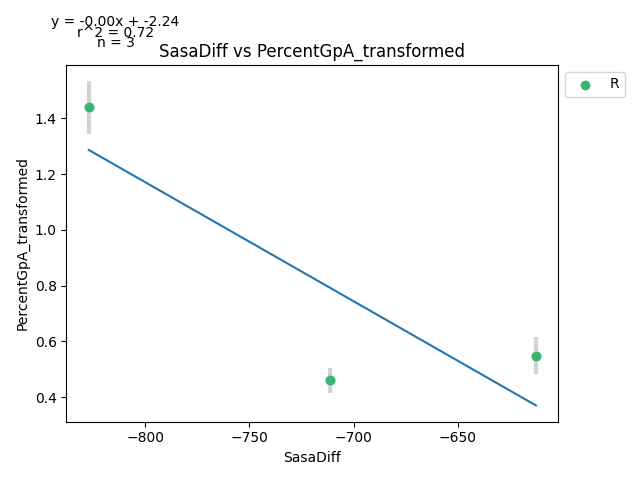 y = -0.00x + -2.24
r^2 = 0.72
n = 3
SasaDiff vs PercentGpA_transformed
R
PercentGpA_transformed
1.4
1.2
1.0
0.8
0.6
0.4
−800
−750
−700
−650
SasaDiff